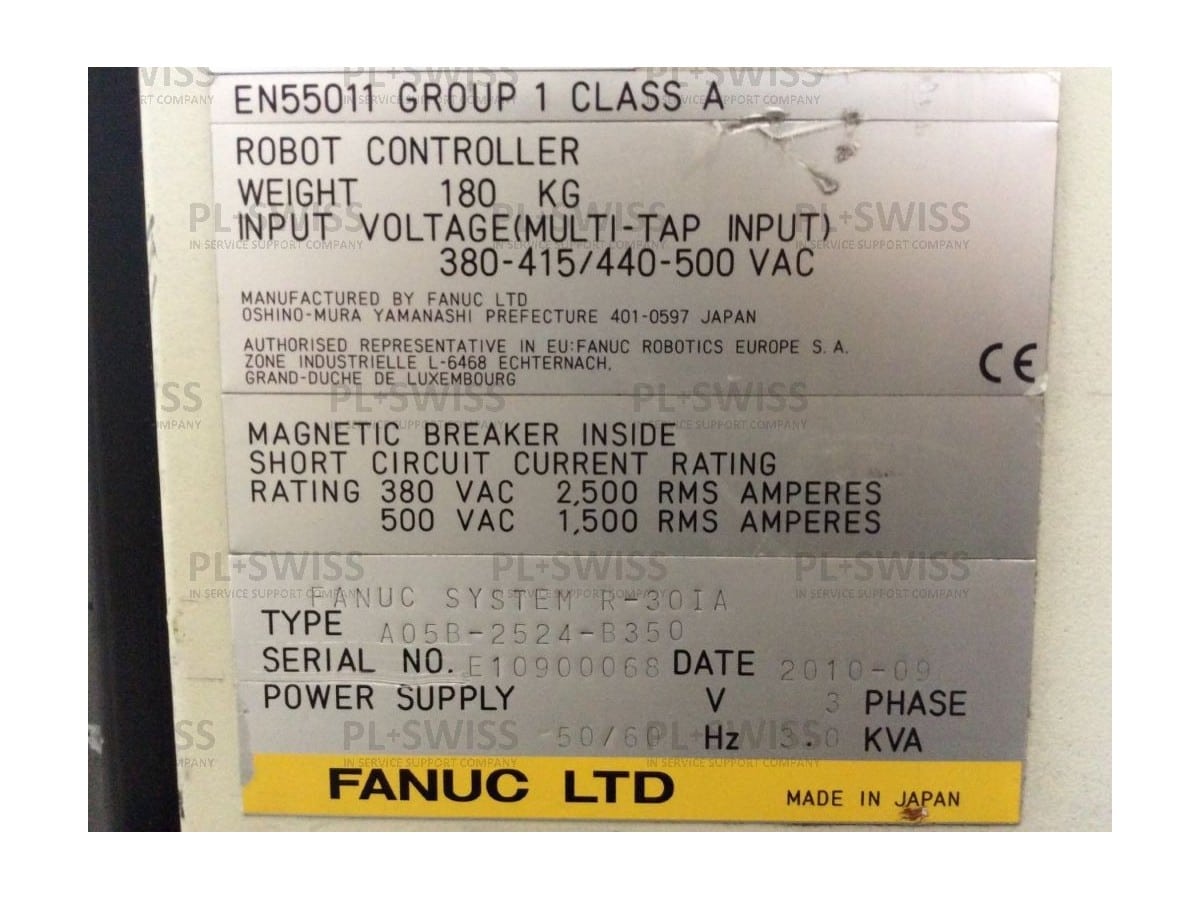 EN55011 GROUP 1 CLASS A
ROBOT CONTROLLER
WEIGHT 180 KG
INPUT VOLTAGE(MULTI-TAP INPUT)
380-415/440-500 VAC
MANUFACTURED BY FANUC LTD
OSHINO-MURA YAMANASHI PREFECTURE 401-0597 JAPAN
AUTHORISED REPRESENTATIVE IN EU:FANUC ROBOTICS EUROPE S.A.
ZONE INDUSTRIELLE L-6468 ECHTERNACH,
GRAND-DUCHE DE LUXEMBOURG
CE
MAGNETIC BREAKER INSIDE
SHORT CIRCUIT CURRENT RATING
RATING 380 VAC 2,500 RMS AMPERES
500 VAC 1,500 RMS AMPERES
FANUC SYSTEM R-30IA
TYPE A05B-2524-B350
SERIAL NO. E10900068 DATE 2010-09
POWER SUPPLY V 3 PHASE
50/60 Hz 3.0 KVA
FANUC LTD MADE IN JAPAN
PL+SWISS
IN SERVICE SUPPORT COMPANY